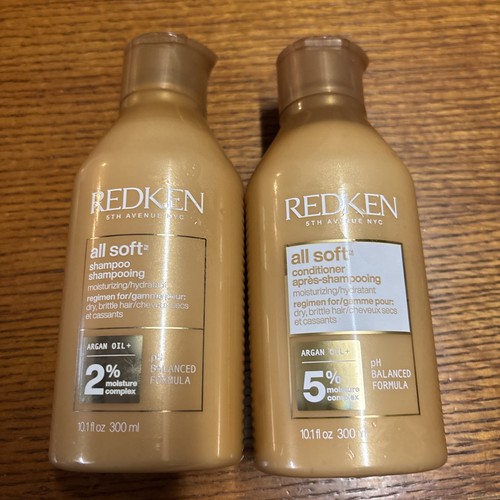 REDKEN
5TH AVENUE NYC
all soft
shampoo
shampooing
moisturizing/hydratant
regimen for/gamme pour:
dry, brittle hair/cheveux secs
et cassants
ARGAN OIL+
2%
moisture
complex
pH
BALANCED
FORMULA
10.1 fl oz 300 ml
REDKEN
5TH AVENUE NYC
all soft
conditioner
après-shampooing
moisturizing/hydratant
regimen for/gamme pour:
dry, brittle hair/cheveux secs
et cassants
ARGAN OIL+
5%
moisture
complex
pH
BALANCED
FORMULA
10.1 fl oz 300 ml